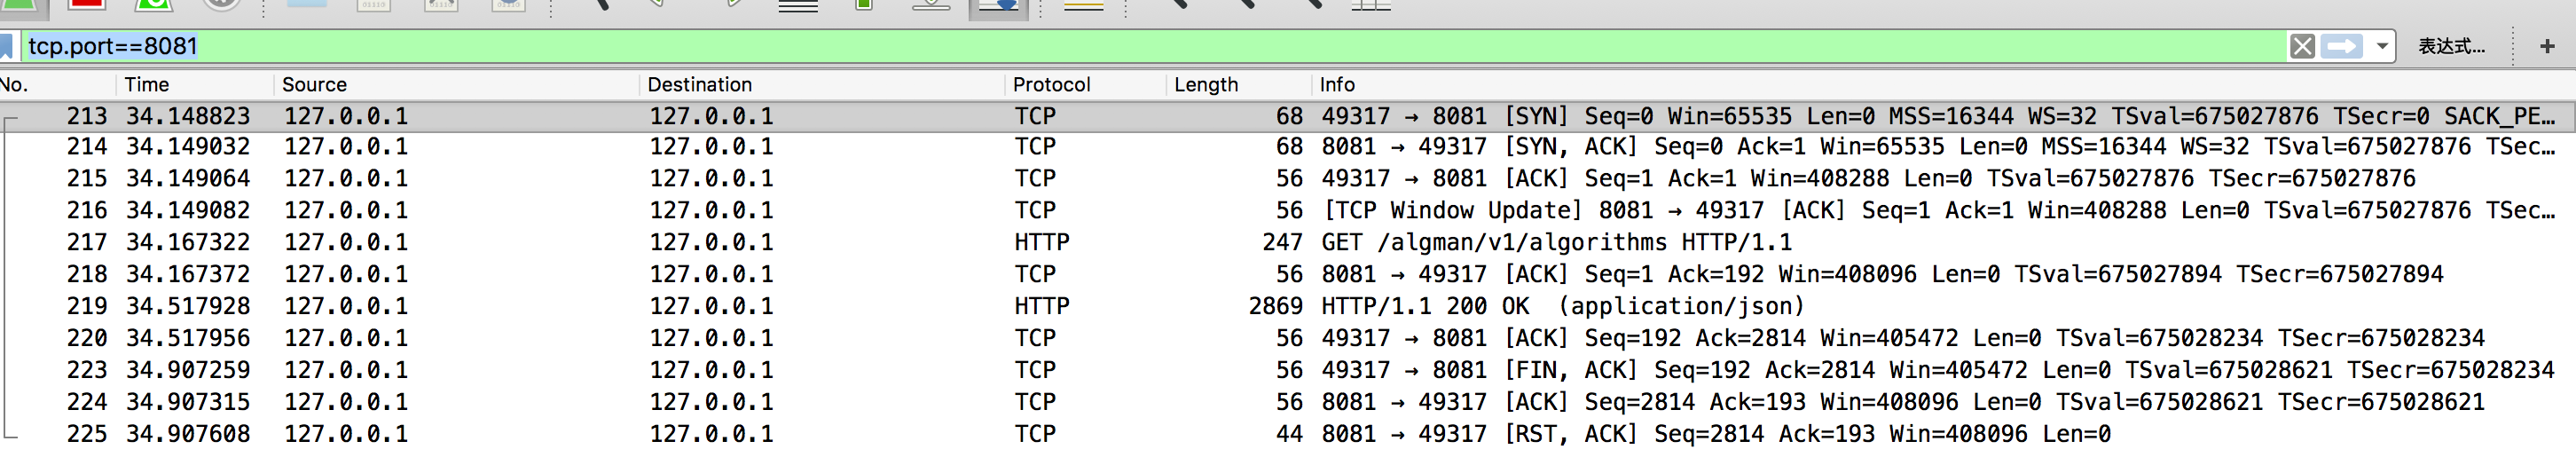 tcp.port==8081 表达式… +
No. Time Source Destination Protocol Length Info
213 34.148823 127.0.0.1 127.0.0.1 TCP 68 49317 → 8081 [SYN] Seq=0 Win=65535 Len=0 MSS=16344 WS=32 TSval=675027876 TSecr=0 SACK_PE…
214 34.149032 127.0.0.1 127.0.0.1 TCP 68 8081 → 49317 [SYN, ACK] Seq=0 Ack=1 Win=65535 Len=0 MSS=16344 WS=32 TSval=675027876 TSec…
215 34.149064 127.0.0.1 127.0.0.1 TCP 56 49317 → 8081 [ACK] Seq=1 Ack=1 Win=408288 Len=0 TSval=675027876 TSecr=675027876
216 34.149082 127.0.0.1 127.0.0.1 TCP 56 [TCP Window Update] 8081 → 49317 [ACK] Seq=1 Ack=1 Win=408288 Len=0 TSval=675027876 TSec…
217 34.167322 127.0.0.1 127.0.0.1 HTTP 247 GET /algman/v1/algorithms HTTP/1.1
218 34.167372 127.0.0.1 127.0.0.1 TCP 56 8081 → 49317 [ACK] Seq=1 Ack=192 Win=408096 Len=0 TSval=675027894 TSecr=675027894
219 34.517928 127.0.0.1 127.0.0.1 HTTP 2869 HTTP/1.1 200 OK (application/json)
220 34.517956 127.0.0.1 127.0.0.1 TCP 56 49317 → 8081 [ACK] Seq=192 Ack=2814 Win=405472 Len=0 TSval=675028234 TSecr=675028234
223 34.907259 127.0.0.1 127.0.0.1 TCP 56 49317 → 8081 [FIN, ACK] Seq=192 Ack=2814 Win=405472 Len=0 TSval=675028621 TSecr=675028234
224 34.907315 127.0.0.1 127.0.0.1 TCP 56 8081 → 49317 [ACK] Seq=2814 Ack=193 Win=408096 Len=0 TSval=675028621 TSecr=675028621
225 34.907608 127.0.0.1 127.0.0.1 TCP 44 8081 → 49317 [RST, ACK] Seq=2814 Ack=193 Win=408096 Len=0